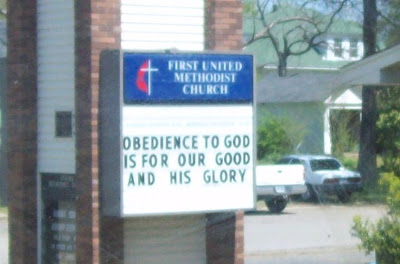 FIRST UNITED
METHODIST
CHURCH
OBEDIENCE TO GOD
IS FOR OUR GOOD
AND HIS GLORY